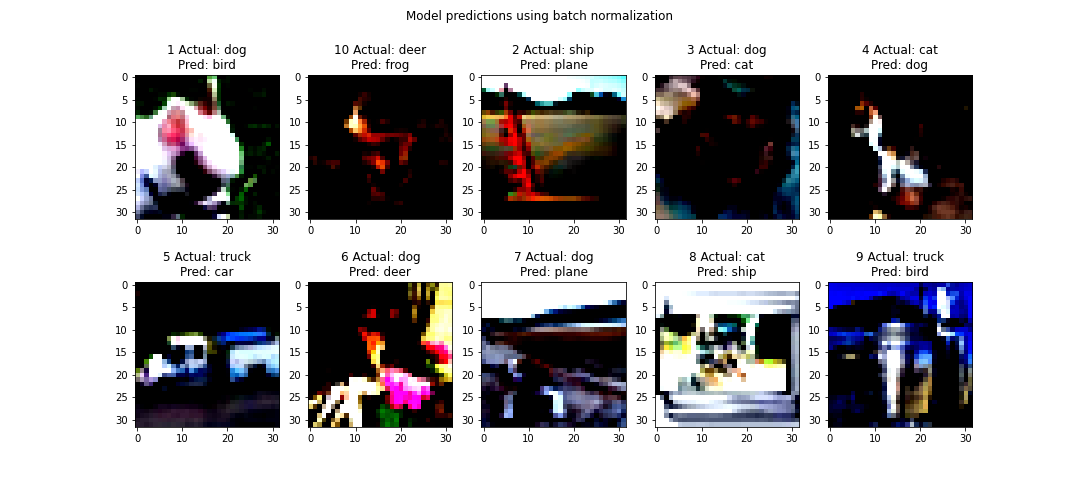 Model predictions using batch normalization
1 Actual: dog
Pred: bird
10 Actual: deer
Pred: frog
2 Actual: ship
Pred: plane
3 Actual: dog
Pred: cat
4 Actual: cat
Pred: dog
0
5
10
15
20
25
30
0 10 20 30
0
5
10
15
20
25
30
0 10 20 30
0
5
10
15
20
25
30
0 10 20 30
0
5
10
15
20
25
30
0 10 20 30
0
5
10
15
20
25
30
0 10 20 30
5 Actual: truck
Pred: car
6 Actual: dog
Pred: deer
7 Actual: dog
Pred: plane
8 Actual: cat
Pred: ship
9 Actual: truck
Pred: bird
0
5
10
15
20
25
30
0 10 20 30
0
5
10
15
20
25
30
0 10 20 30
0
5
10
15
20
25
30
0 10 20 30
0
5
10
15
20
25
30
0 10 20 30
0
5
10
15
20
25
30
0 10 20 30